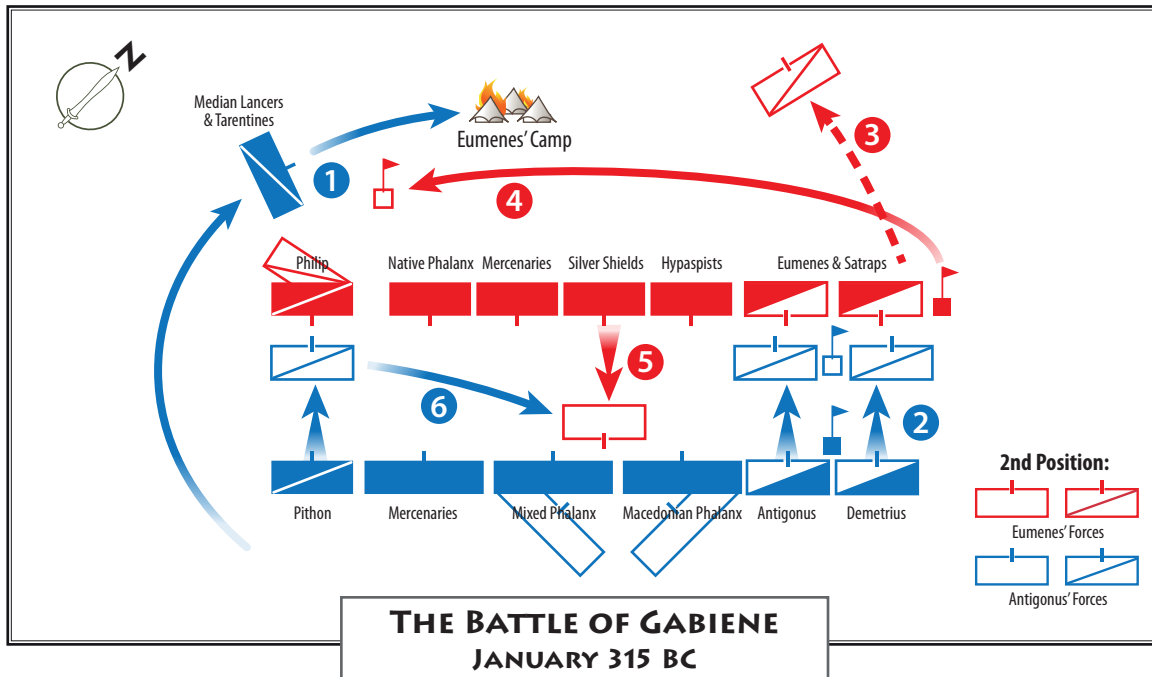 N
Median Lancers
& Tarentines
Eumenes' Camp
1
3
4
Philip
Native Phalanx
Mercenaries
Silver Shields
Hypaspists
Eumenes & Satraps
5
6
2
Pithon
Mercenaries
Mixed Phalanx
Macedonian Phalanx
Antigonus
Demetrius
2nd Position:
Eumenes' Forces
Antigonus' Forces
The Battle of Gabiene
January 315 BC